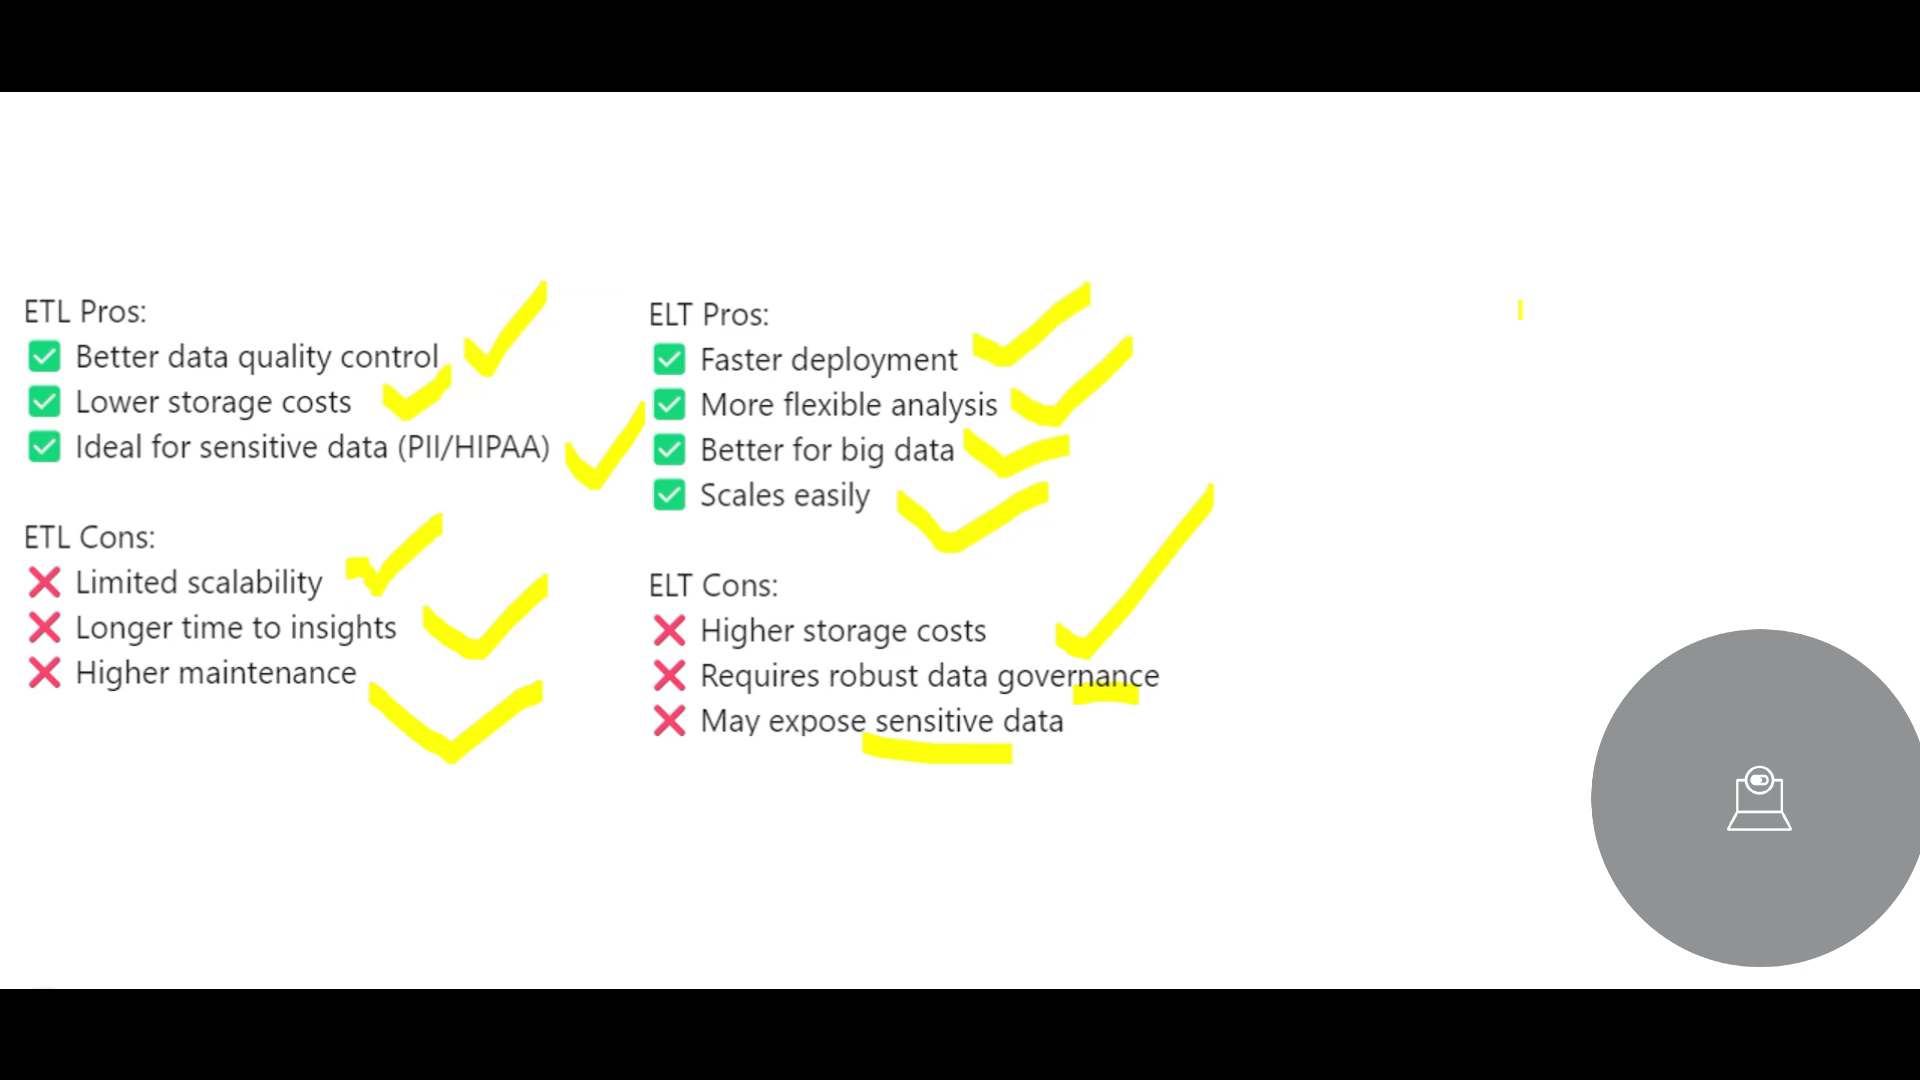 ETL Pros:
✅ Better data quality control
✅ Lower storage costs
✅ Ideal for sensitive data (PII/HIPAA)
ETL Cons:
❌ Limited scalability
❌ Longer time to insights
❌ Higher maintenance
ELT Pros:
✅ Faster deployment
✅ More flexible analysis
✅ Better for big data
✅ Scales easily
ELT Cons:
❌ Higher storage costs
❌ Requires robust data governance
❌ May expose sensitive data